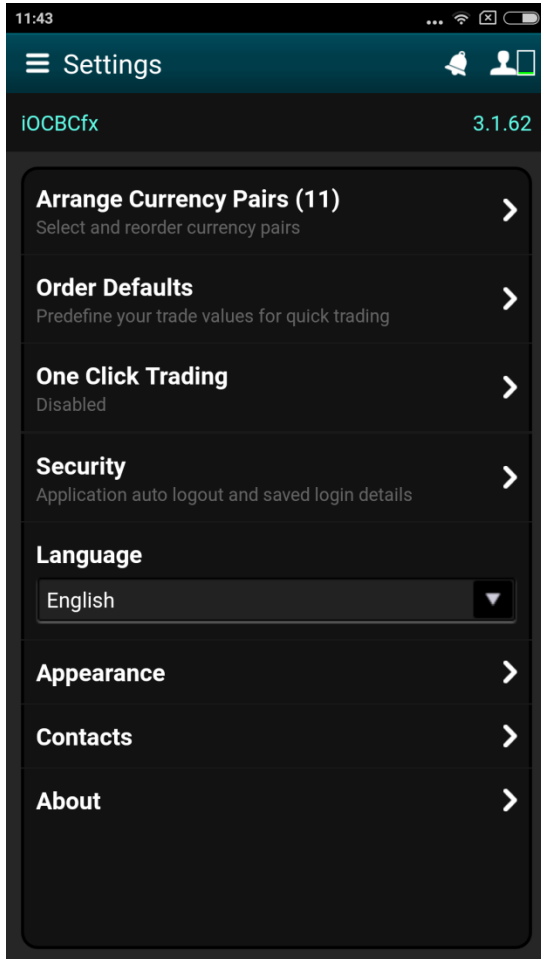 11:43
Settings
iOCBCfx 3.1.62
Arrange Currency Pairs (11)
Select and reorder currency pairs
Order Defaults
Predefine your trade values for quick trading
One Click Trading
Disabled
Security
Application auto logout and saved login details
Language
English
Appearance
Contacts
About